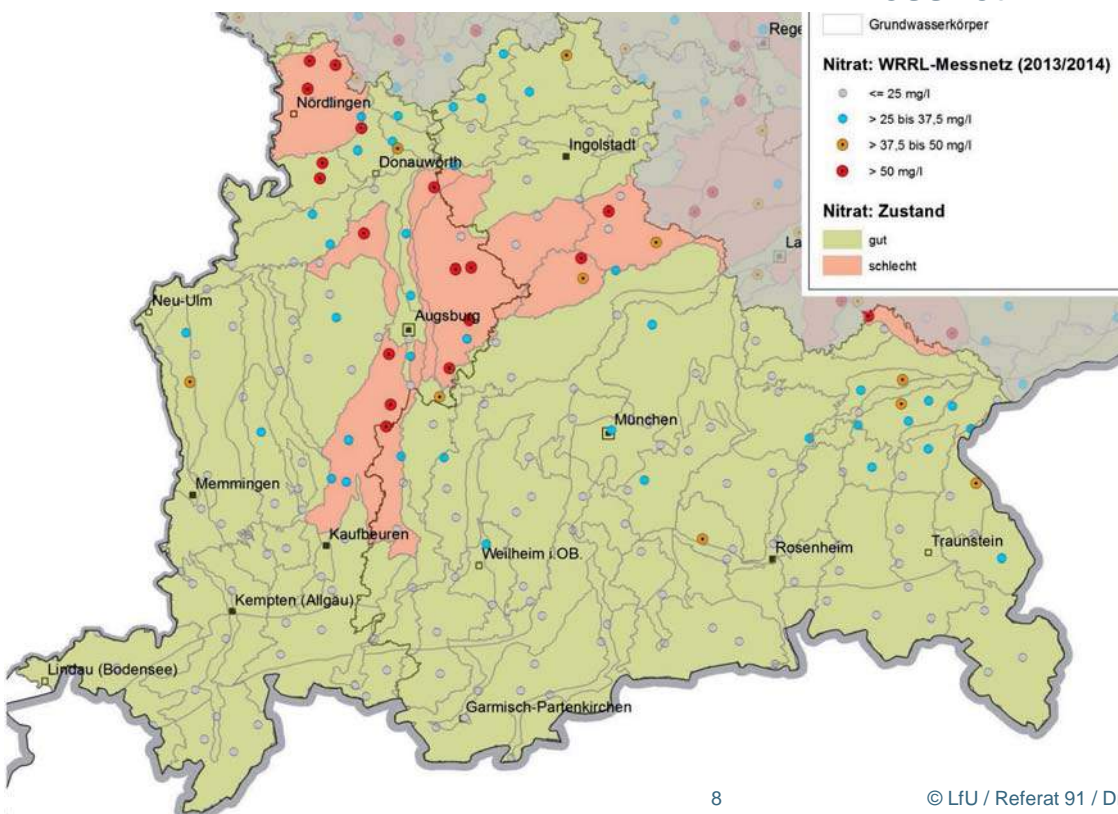 Grundwasserkörper
Nitrat: WRRL-Messnetz (2013/2014)
<= 25 mg/l
> 25 bis 37,5 mg/l
> 37,5 bis 50 mg/l
> 50 mg/l
Nitrat: Zustand
gut
schlecht
Rege
La
Nördlingen
Donauwörth
Ingolstadt
Neu-Ulm
Augsburg
München
Memmingen
Kaufbeuren
Weilheim i.OB.
Rosenheim
Traunstein
Kempten (Allgäu)
Lindau (Bodensee)
Garmisch-Partenkirchen
8
© LfU / Referat 91 / D